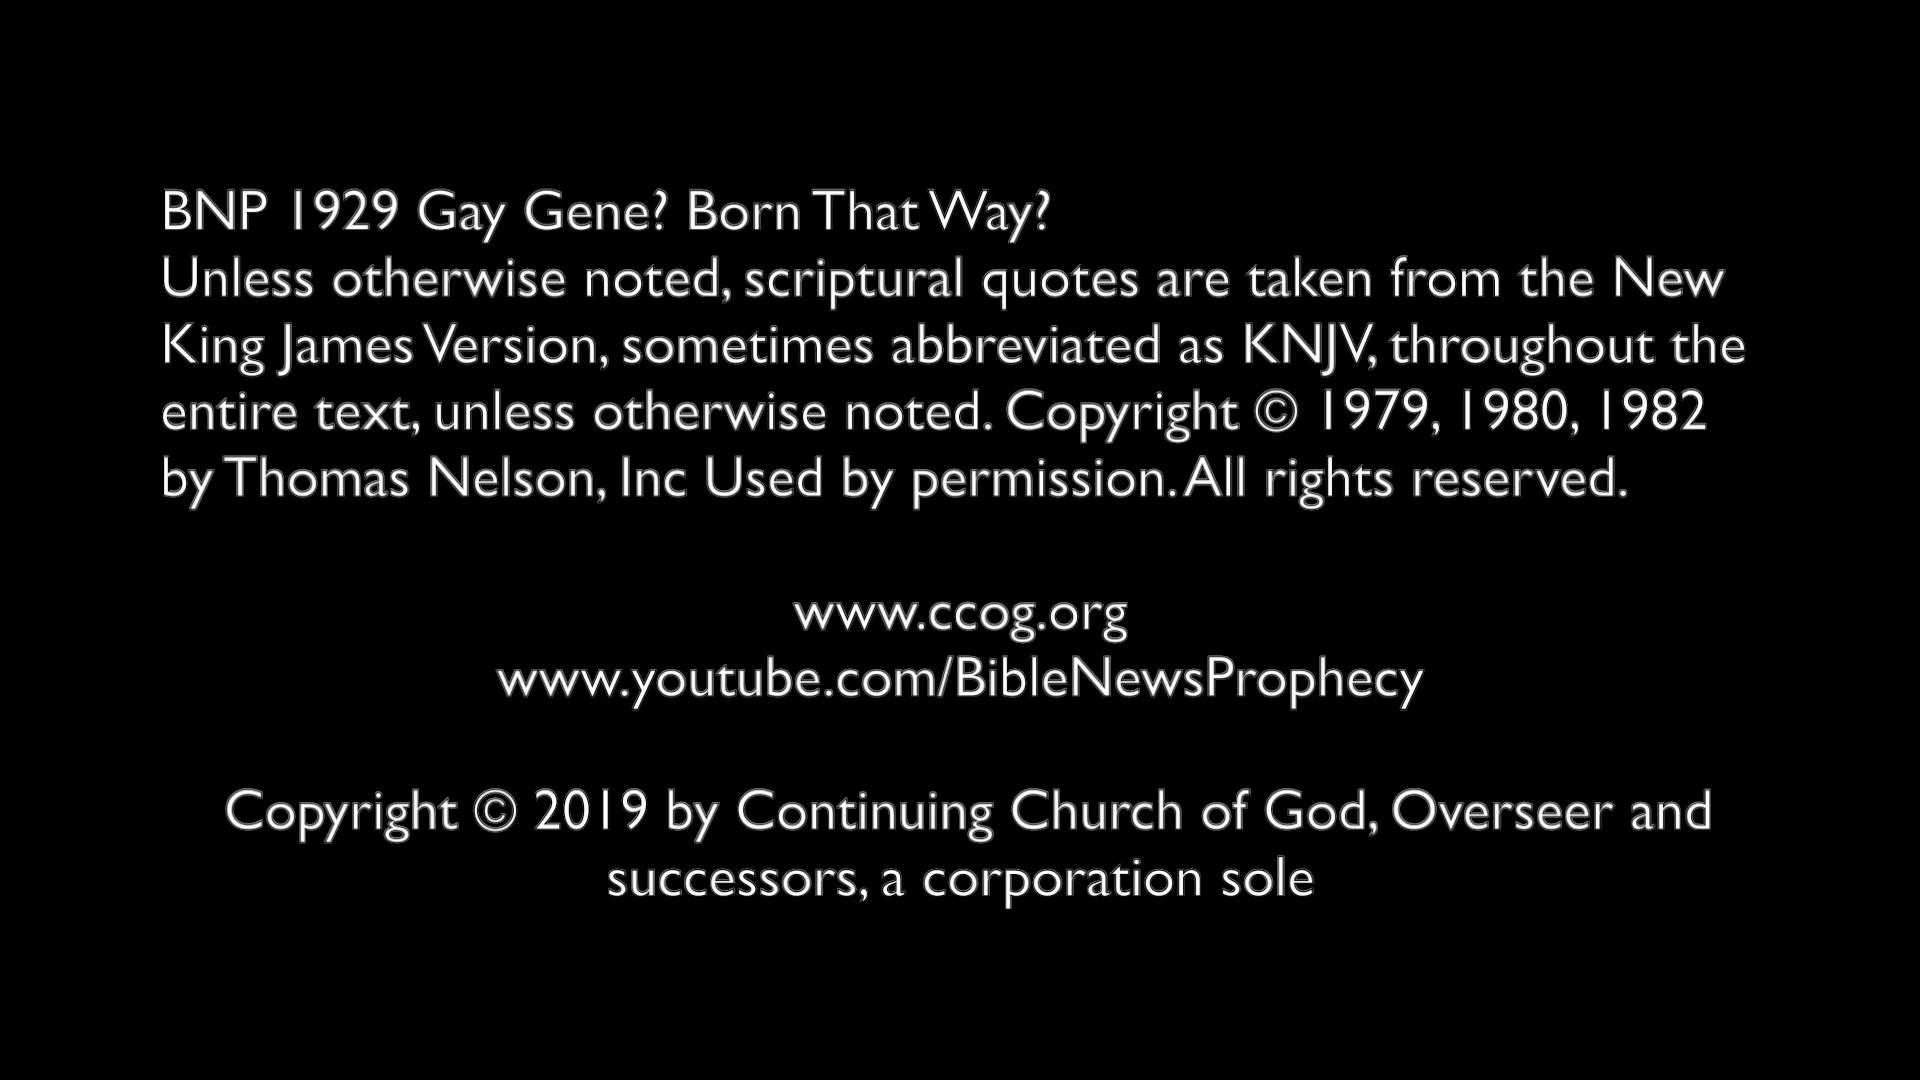 BNP 1929 Gay Gene? Born That Way?
Unless otherwise noted, scriptural quotes are taken from the New
King James Version, sometimes abbreviated as KNJV, throughout the
entire text, unless otherwise noted. Copyright © 1979, 1980, 1982
by Thomas Nelson, Inc Used by permission. All rights reserved.
www.ccog.org
www.youtube.com/BibleNewsProphecy
Copyright © 2019 by Continuing Church of God, Overseer and
successors, a corporation sole